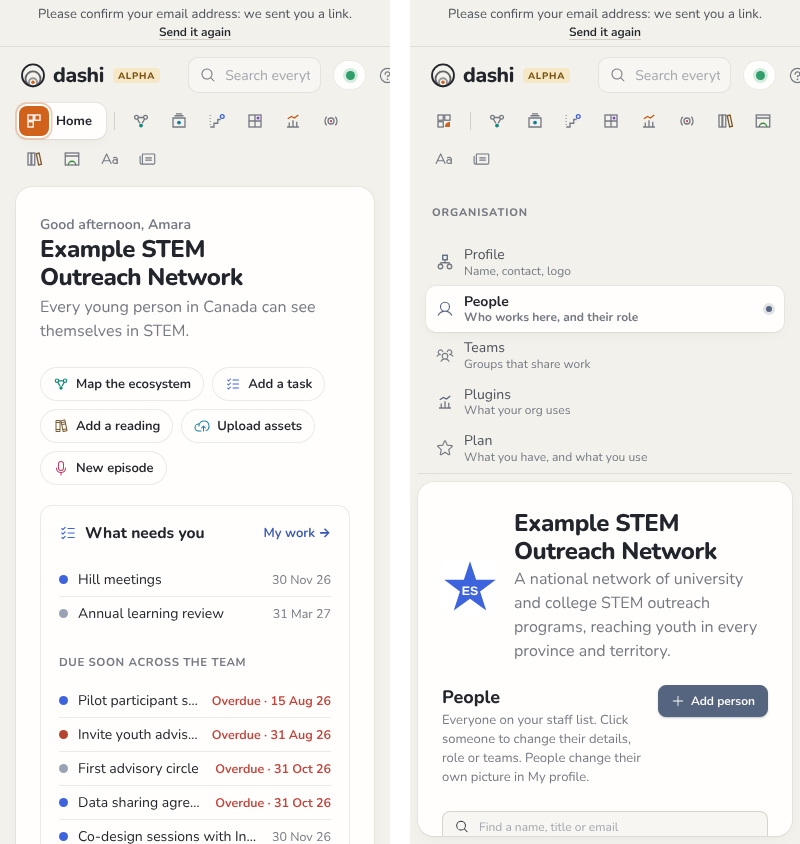 Please confirm your email address: we sent you a link.
Send it again
dashi ALPHA Search everyt
Home
Aa
Good afternoon, Amara
Example STEM
Outreach Network
Every young person in Canada can see
themselves in STEM.
Map the ecosystem Add a task
Add a reading Upload assets
New episode
What needs you My work →
Hill meetings 30 Nov 26
Annual learning review 31 Mar 27
DUE SOON ACROSS THE TEAM
Pilot participant s... Overdue · 15 Aug 26
Invite youth advis... Overdue · 31 Aug 26
First advisory circle Overdue · 31 Oct 26
Data sharing agre... Overdue · 31 Oct 26
Co-design sessions with In... 30 Nov 26
Please confirm your email address: we sent you a link.
Send it again
dashi ALPHA Search everyt
Aa
ORGANISATION
Profile
Name, contact, logo
People
Who works here, and their role
Teams
Groups that share work
Plugins
What your org uses
Plan
What you have, and what you use
Example STEM
Outreach Network
ES
A national network of university
and college STEM outreach
programs, reaching youth in every
province and territory.
People + Add person
Everyone on your staff list. Click
someone to change their details,
role or teams. People change their
own picture in My profile.
Find a name, title or email